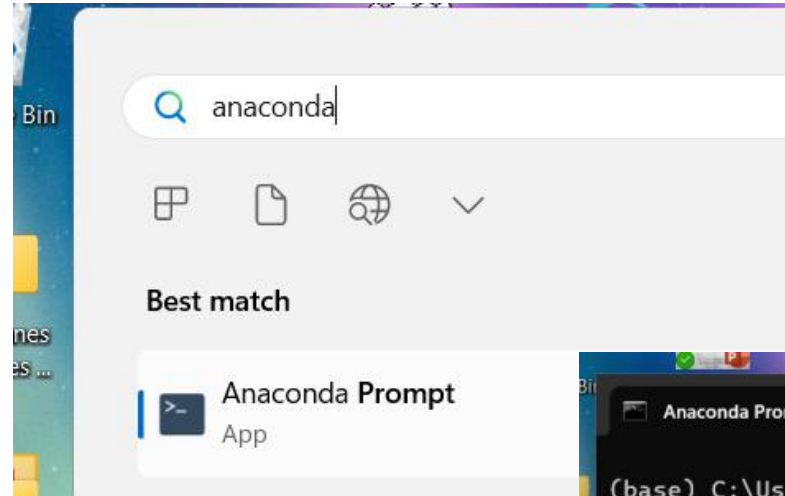 Bin
anaconda
Best match
nes
es ...
Anaconda Prompt
App
Anaconda Pro
(base) C:\Us